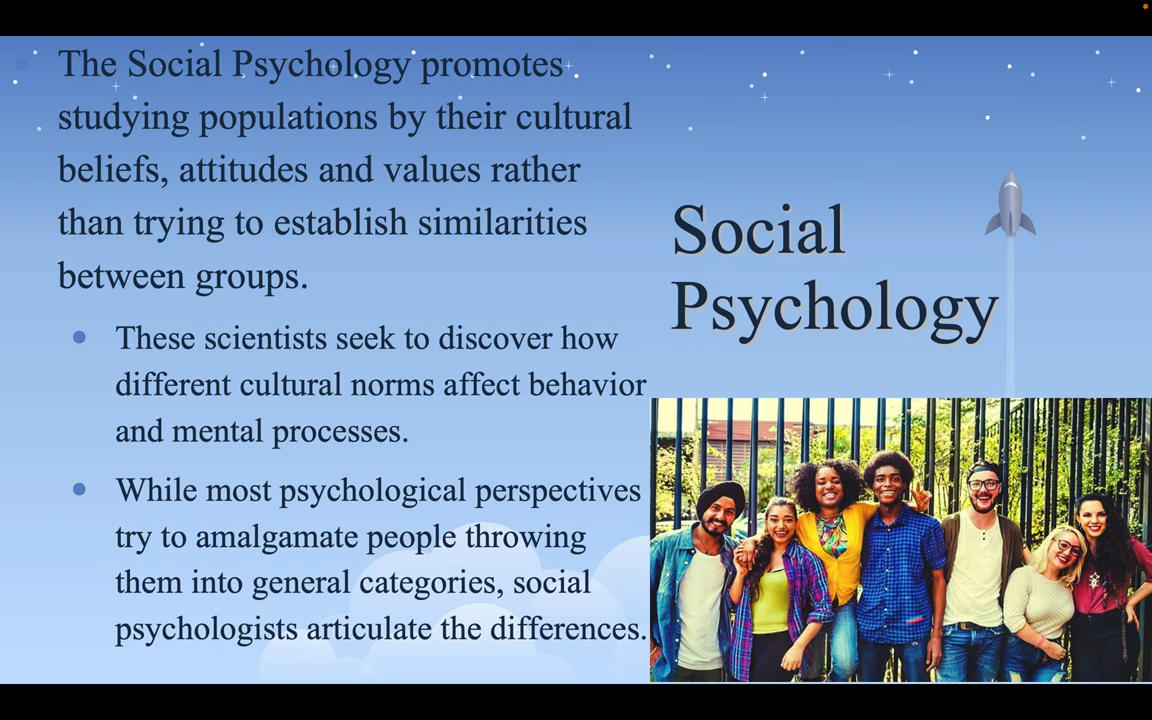 The Social Psychology promotes
studying populations by their cultural
beliefs, attitudes and values rather
than trying to establish similarities
between groups.
These scientists seek to discover how
different cultural norms affect behavior
and mental processes.
While most psychological perspectives
try to amalgamate people throwing
them into general categories, social
psychologists articulate the differences.
Social
Psychology